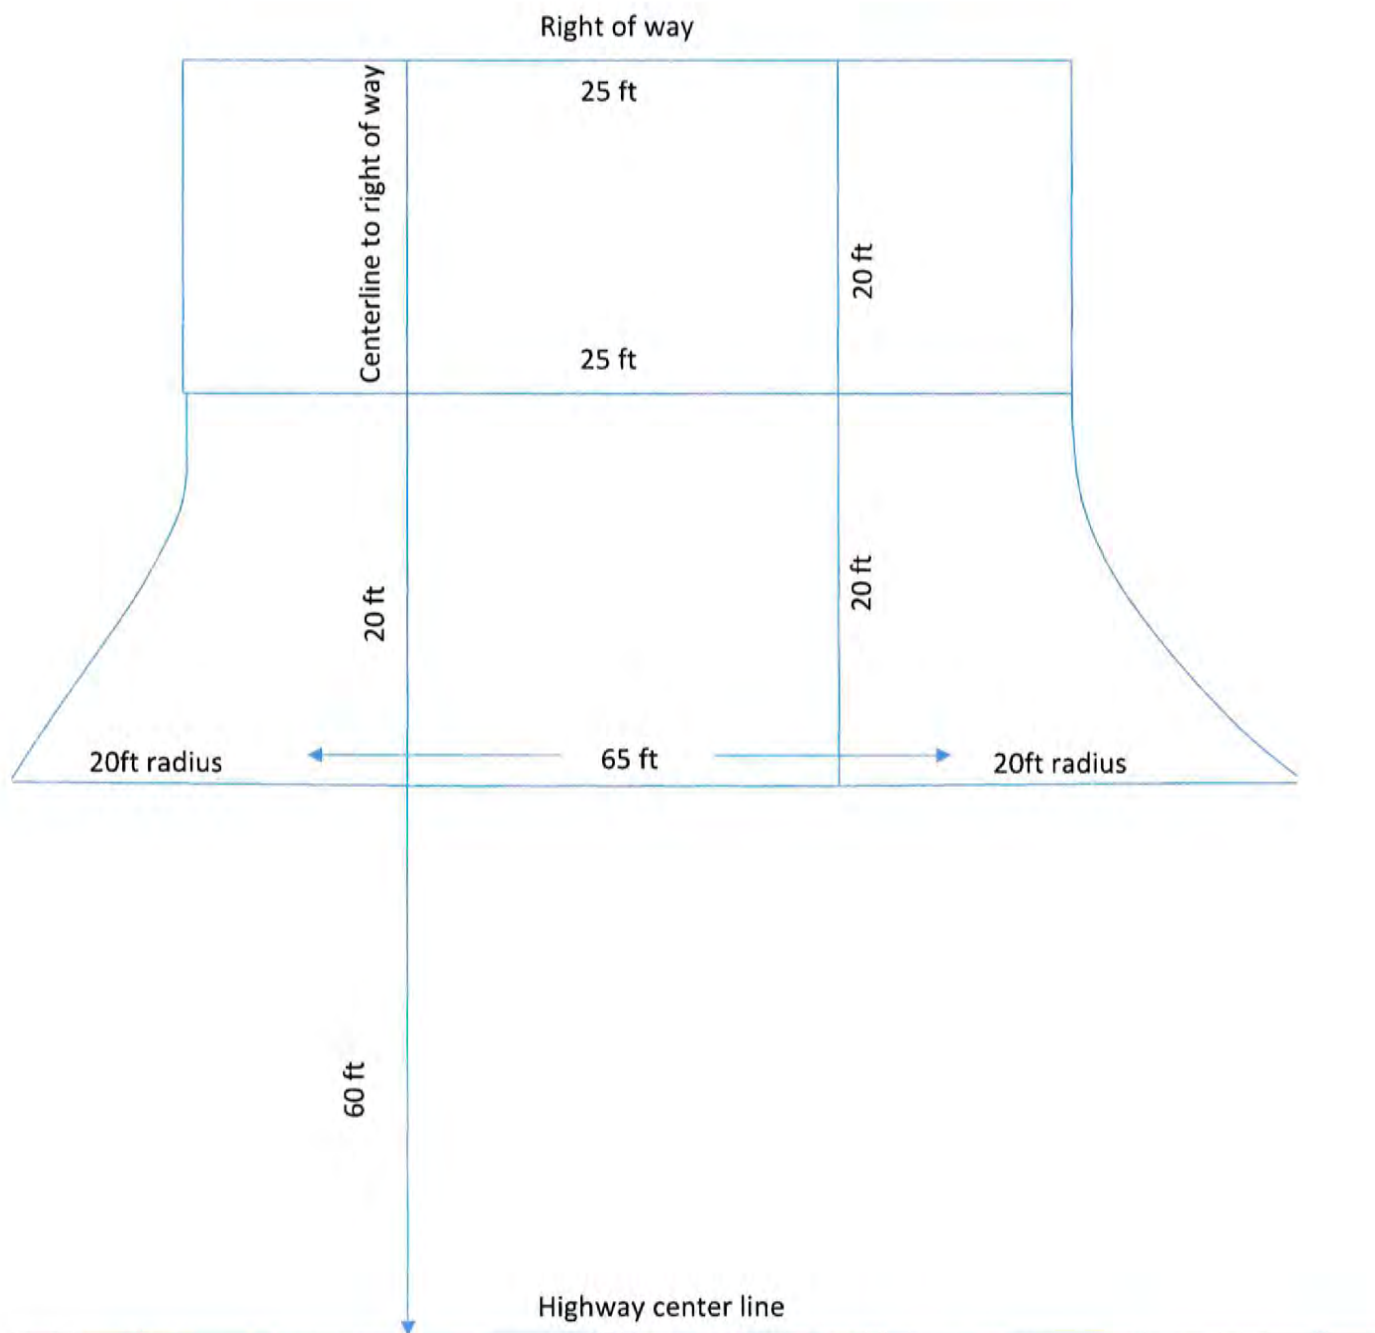 Right of way
25 ft
Centerline to right of way
20 ft
25 ft
20 ft
20 ft
20ft radius
65 ft
20ft radius
60 ft
Highway center line